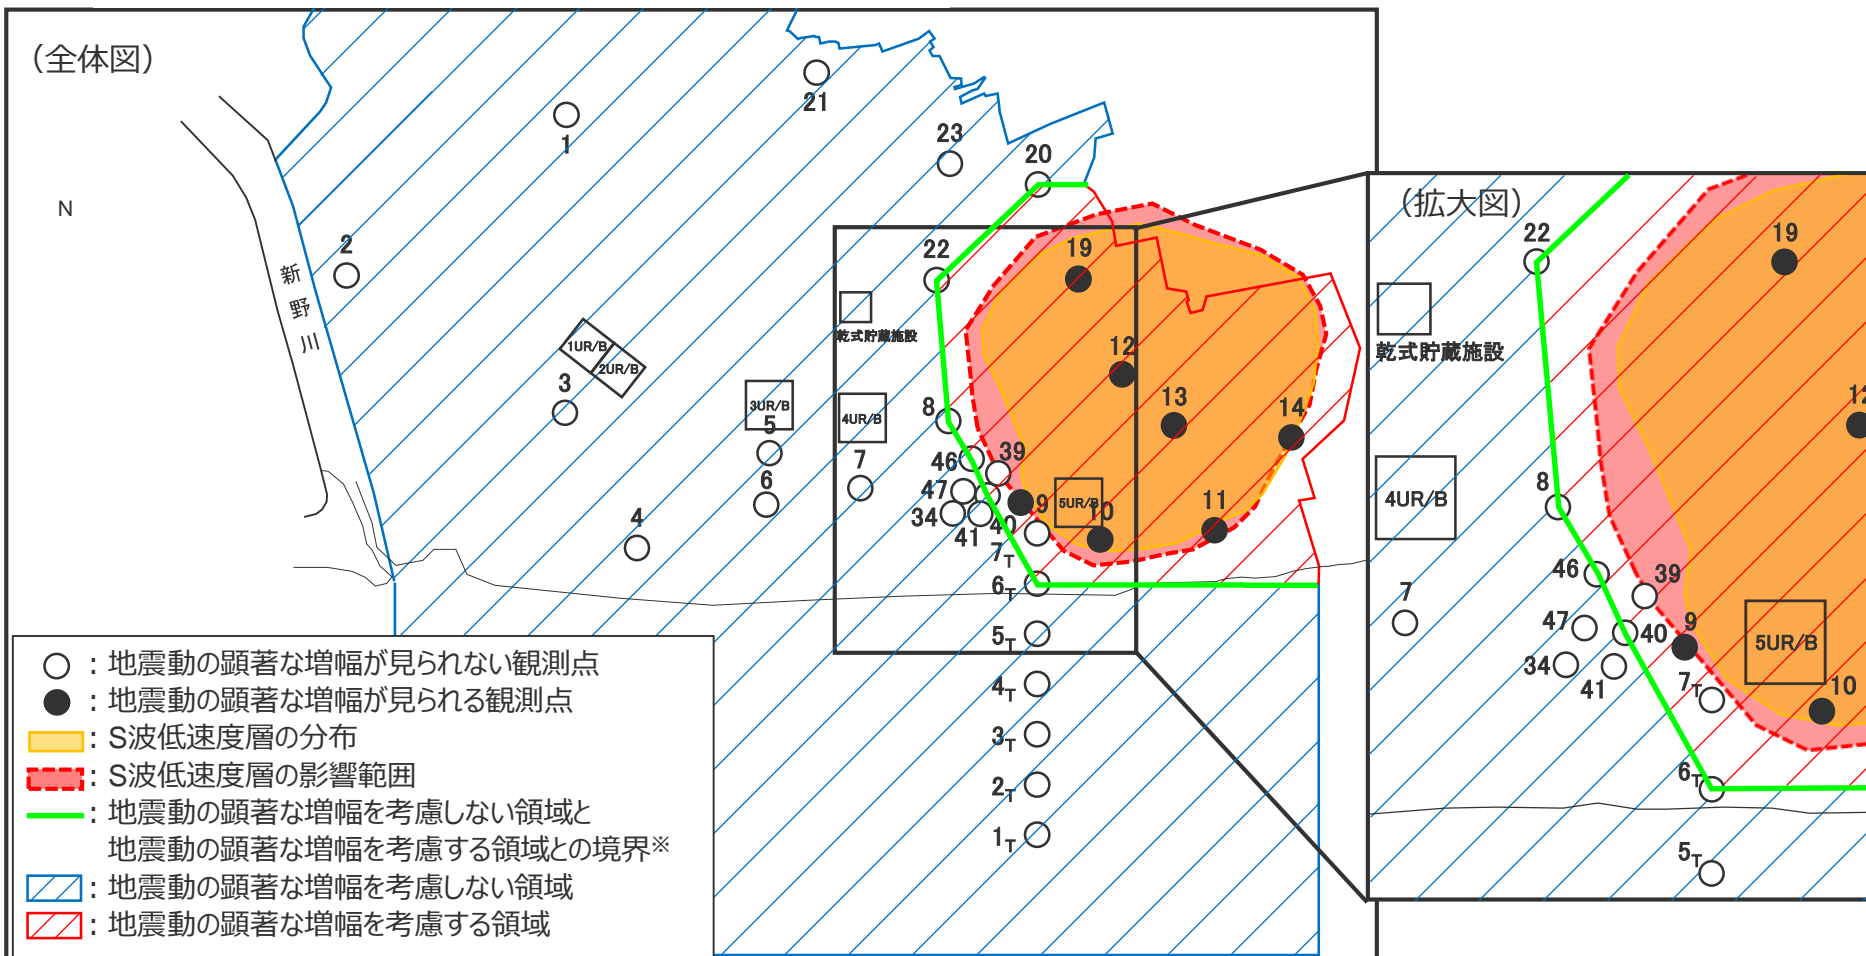 （全体図）
21
1
23
20
N
2
22
19
新
野
川
乾式貯蔵施設
1UR/B
2UR/B
12
3
3UR/B
4UR/B
8
13
14
5
7
46
39
6
47
9
5UR/B
34
41
40
10
11
4
7T
6T
5T
4T
3T
2T
1T
（拡大図）
22
19
乾式貯蔵施設
12
4UR/B
8
46
39
7
47
40
9
5UR/B
34
41
7T
10
6T
5T
○：地震動の顕著な増幅が見られない観測点
●：地震動の顕著な増幅が見られる観測点
：S波低速度層の分布
：S波低速度層の影響範囲
：地震動の顕著な増幅を考慮しない領域と
地震動の顕著な増幅を考慮する領域との境界※
：地震動の顕著な増幅を考慮しない領域
：地震動の顕著な増幅を考慮する領域